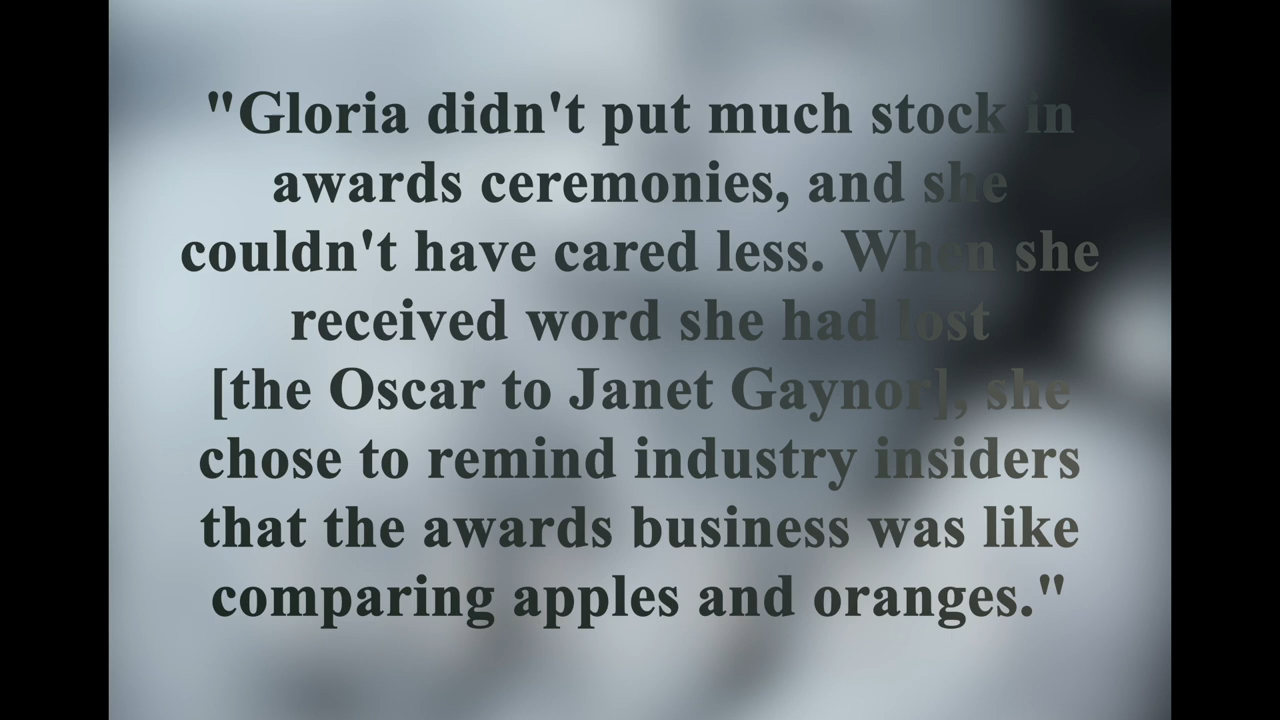 "Gloria didn't put much stock in
awards ceremonies, and she
couldn't have cared less. When she
received word she had lost
[the Oscar to Janet Gaynor], she
chose to remind industry insiders
that the awards business was like
comparing apples and oranges."